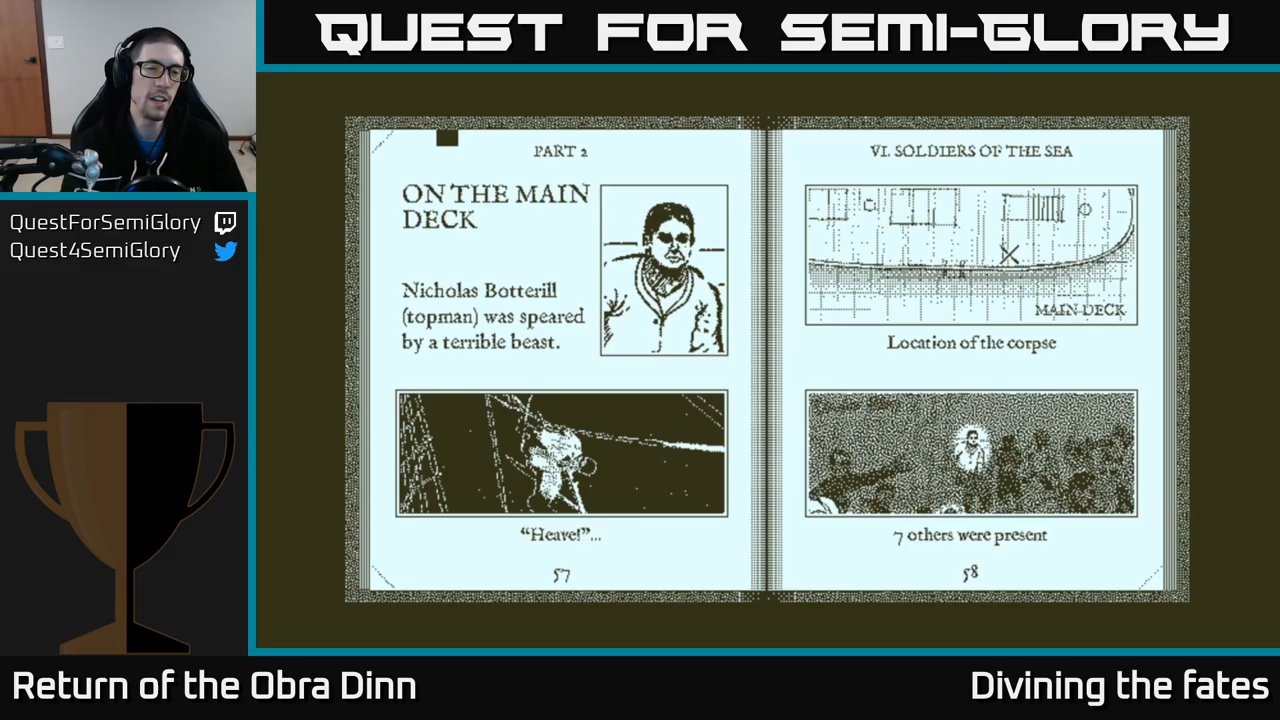 QUEST FOR SEMI-GLORY
QuestForSemiGlory
Quest4SemiGlory
PART 2
ON THE MAIN
DECK
Nicholas Botterill
(topman) was speared
by a terrible beast.
"Heave!"...
57
VI. SOLDIERS OF THE SEA
MAIN DECK
Location of the corpse
7 others were present
58
Return of the Obra Dinn
Divining the fates